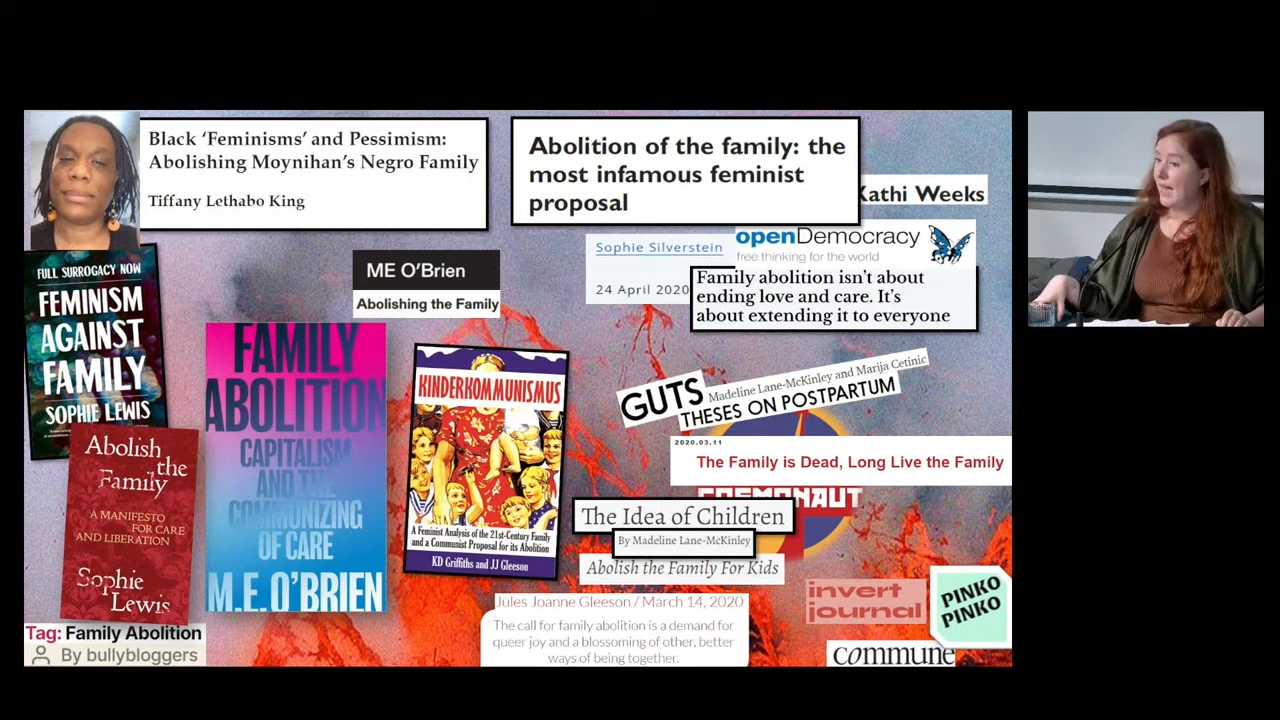 Black ‘Feminisms’ and Pessimism:
Abolishing Moynihan’s Negro Family
Tiffany Lethabo King
Abolition of the family: the
most infamous feminist
proposal
Kathi Weeks
Sophie Silverstein
24 April 2020
openDemocracy
free thinking for the world
Family abolition isn’t about
ending love and care. It’s
about extending it to everyone
FULL SURROGACY NOW
FEMINISM
AGAINST
FAMILY
SOPHIE LEWIS
ME O’Brien
Abolishing the Family
FAMILY
ABOLITION
CAPITALISM
AND THE
COMMUNIZING
OF CARE
M.E. O’BRIEN
KINDERKOMMUNISMUS
A Feminist Analysis of the 21st-Century Family
and a Communist Proposal for its Abolition
KD Griffiths and JJ Gleeson
GUTS
Madeline Lane-McKinley and Marija Cetinic
THESES ON POSTPARTUM
2020.03.11
The Family is Dead, Long Live the Family
COSMONAUT
Abolish
the
Family
A MANIFESTO
FOR CARE
AND LIBERATION
Sophie
Lewis
The Idea of Children
By Madeline Lane-McKinley
Abolish the Family For Kids
Jules Joanne Gleeson / March 14, 2020
The call for family abolition is a demand for
queer joy and a blossoming of other, better
ways of being together.
invert
journal
PINKO
PINKO
commune
Tag: Family Abolition
By bullybloggers